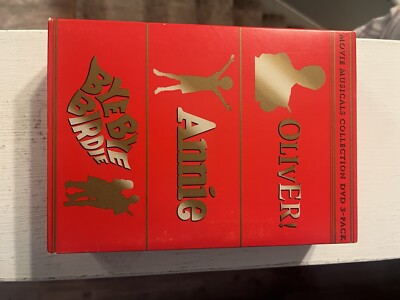 MOVIE MUSICALS COLLECTION DVD 3-PACK
OLIVER!
Annie
BYE BYE
BIRDIE